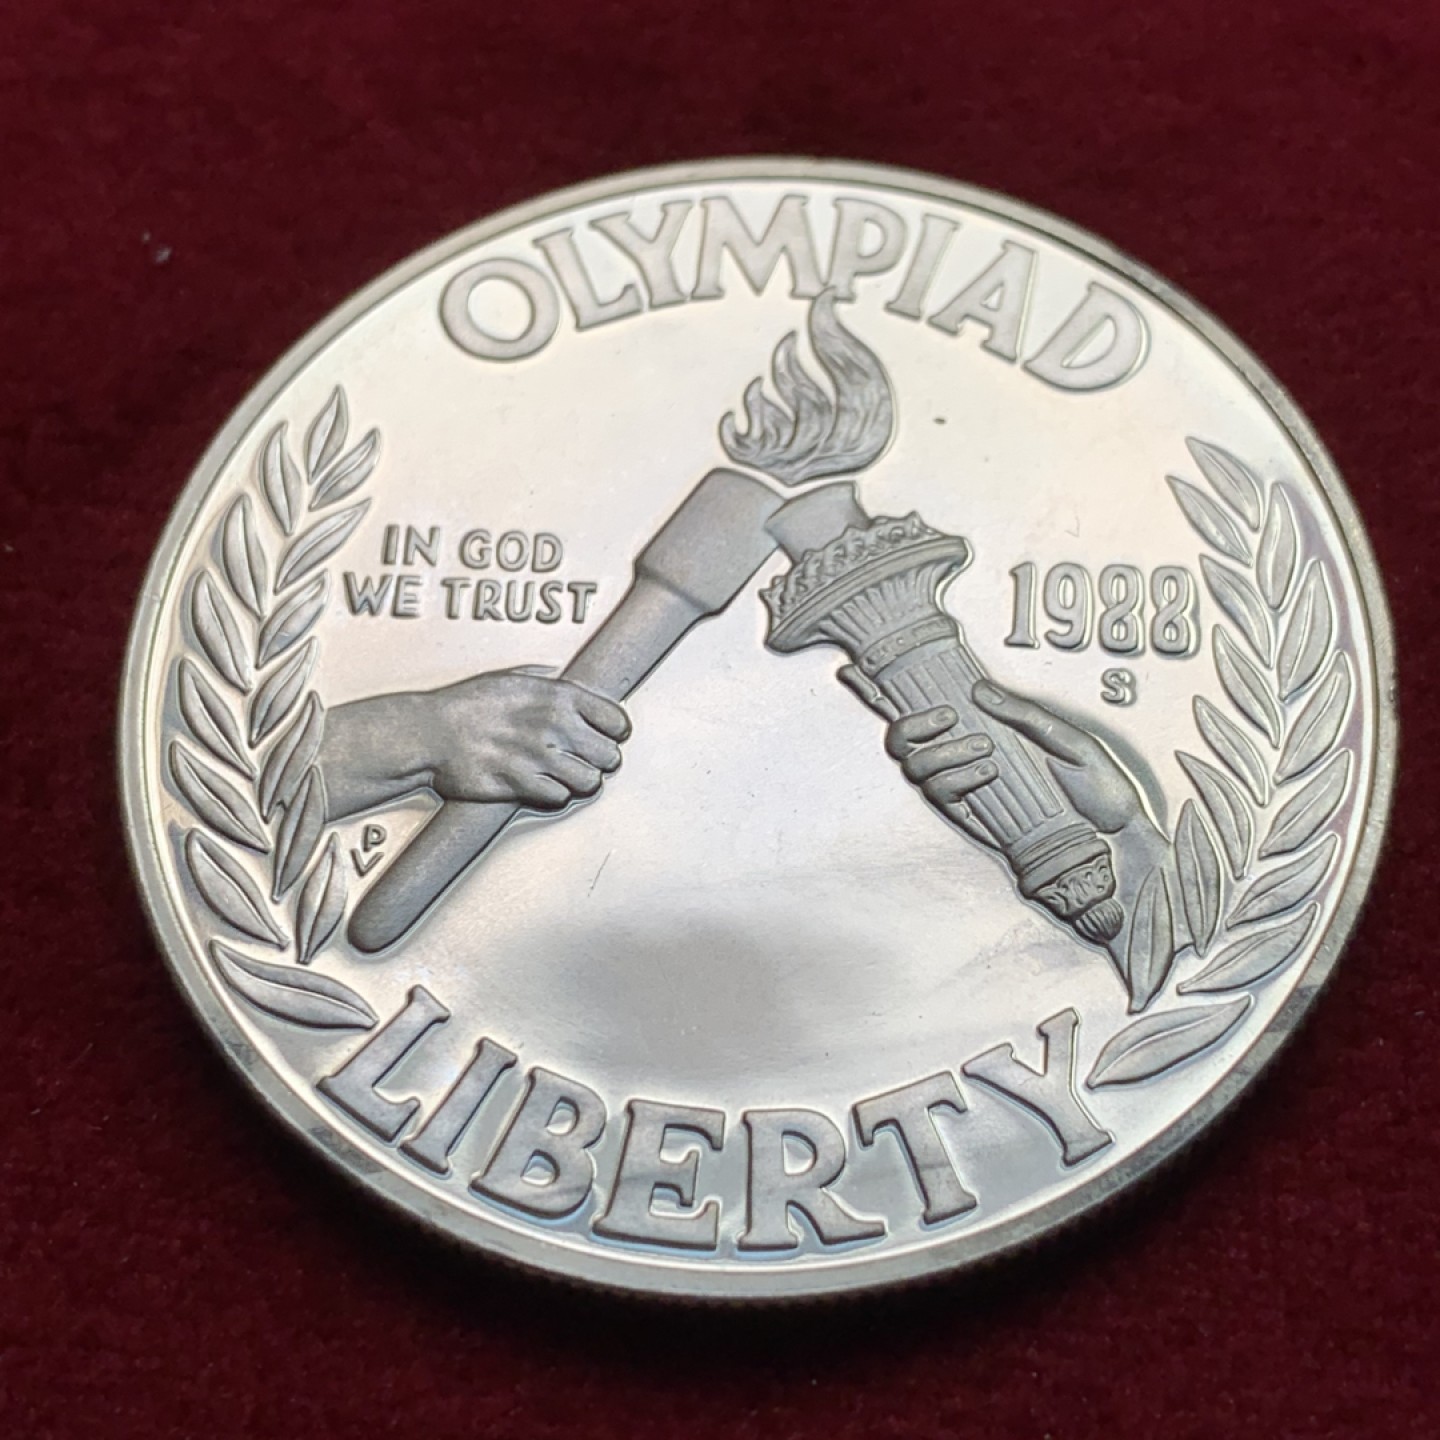 OLYMPIAD
IN GOD
WE TRUST
1988
S
LIBERTY